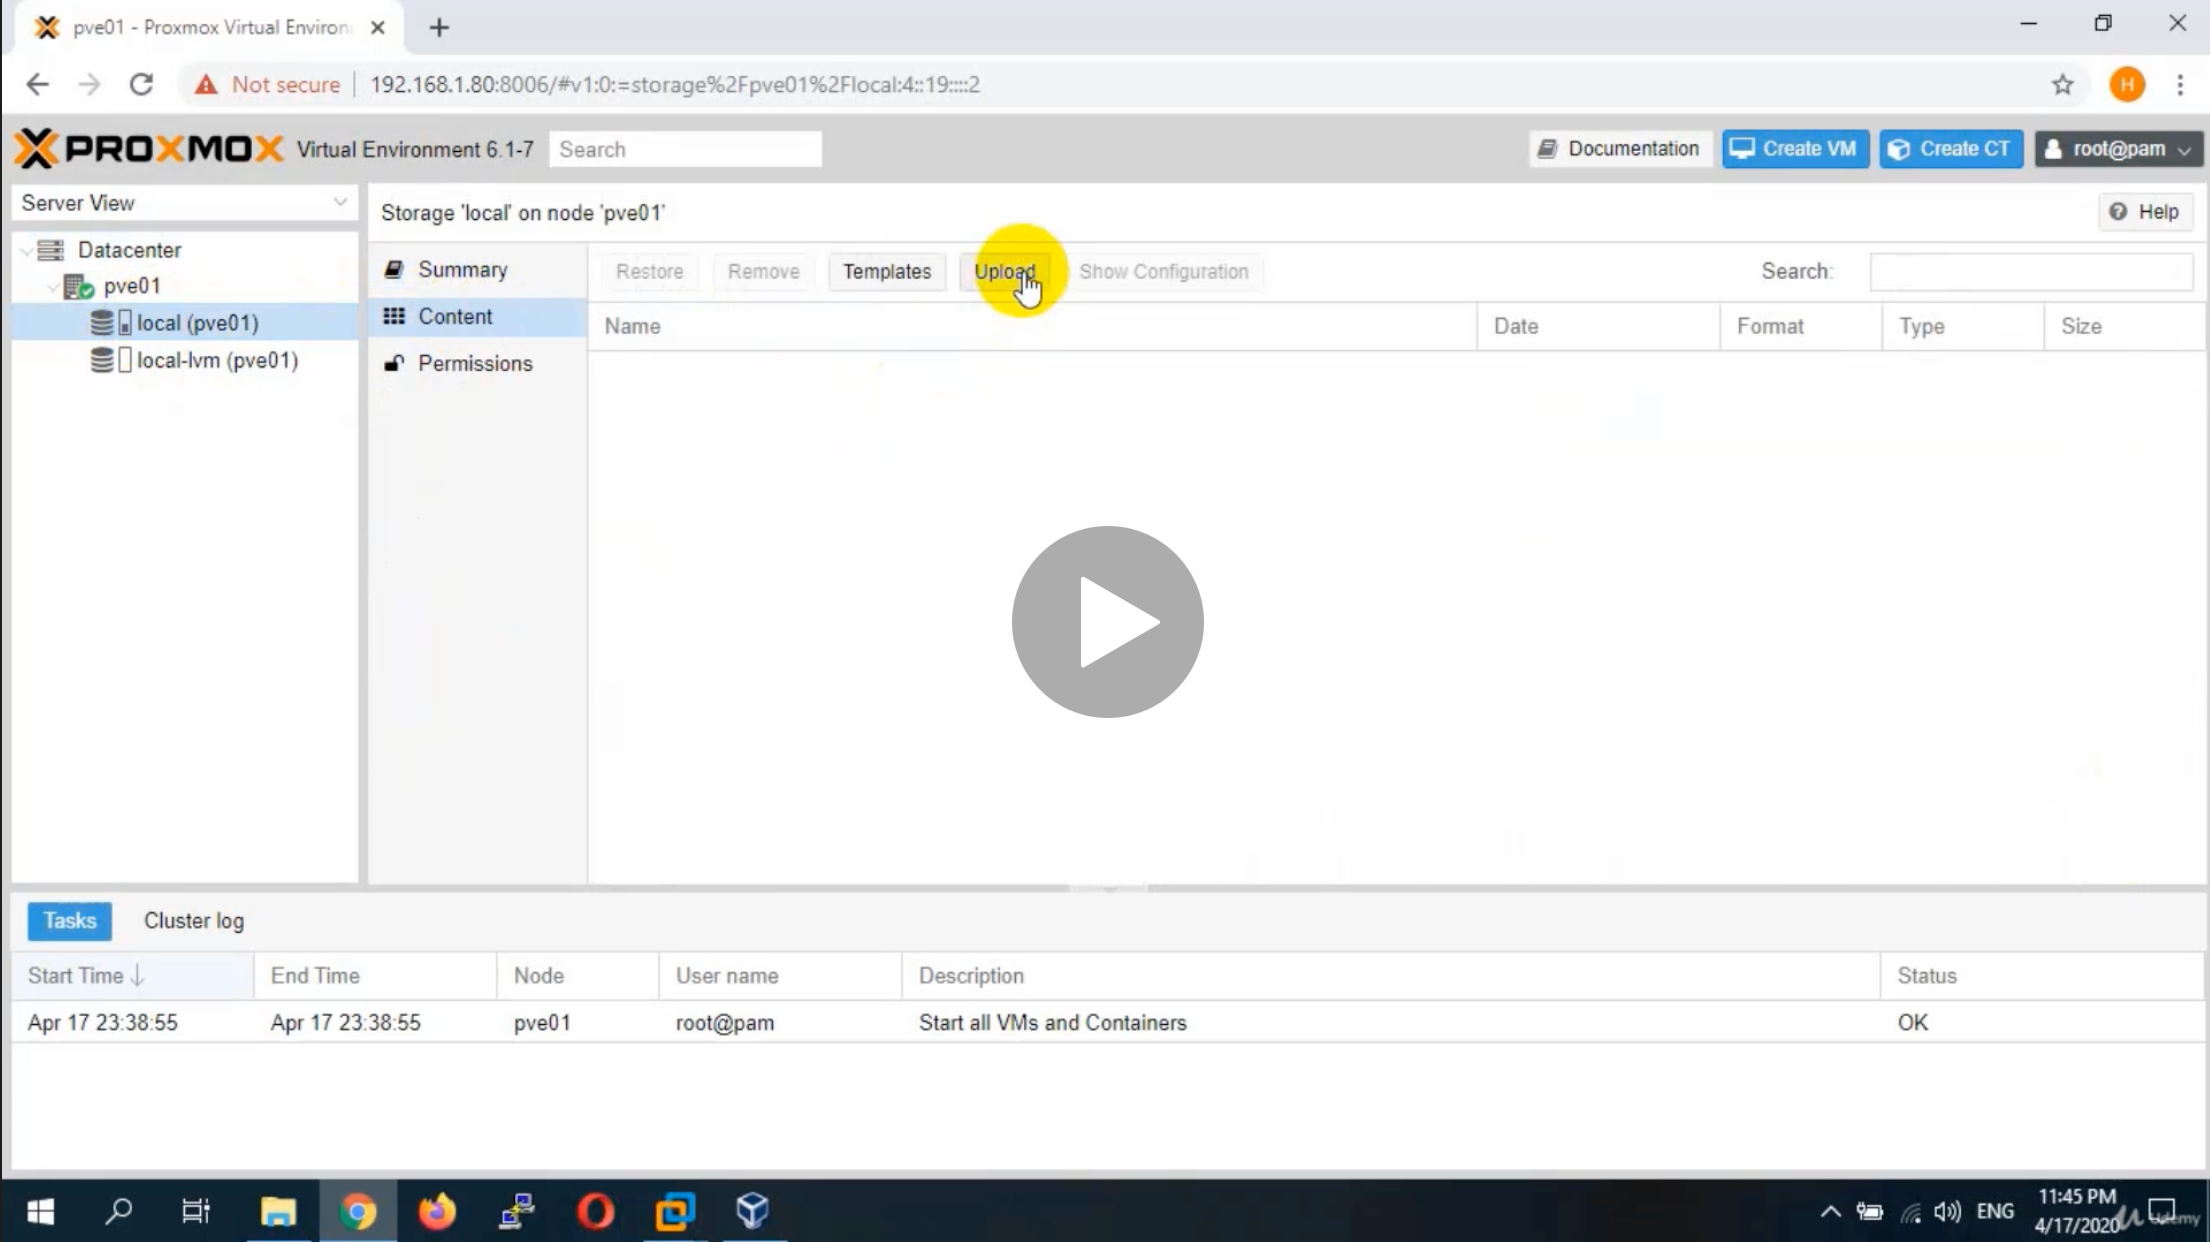 pve01 - Proxmox Virtual Environ
Not secure 192.168.1.80:8006/#v1:0:=storage%2Fpve01%2Flocal:4::19::::2
H
PROXMOX Virtual Environment 6.1-7 Search Documentation Create VM Create CT root@pam
Server View
Storage 'local' on node 'pve01' Help
Datacenter
pve01
local (pve01)
local-lvm (pve01)
Summary
Content
Permissions
Restore Remove Templates Upload Show Configuration Search:
Name Date Format Type Size
Tasks Cluster log
Start Time End Time Node User name Description Status
Apr 17 23:38:55 Apr 17 23:38:55 pve01 root@pam Start all VMs and Containers OK
ENG
11:45 PM
4/17/2020
Udemy